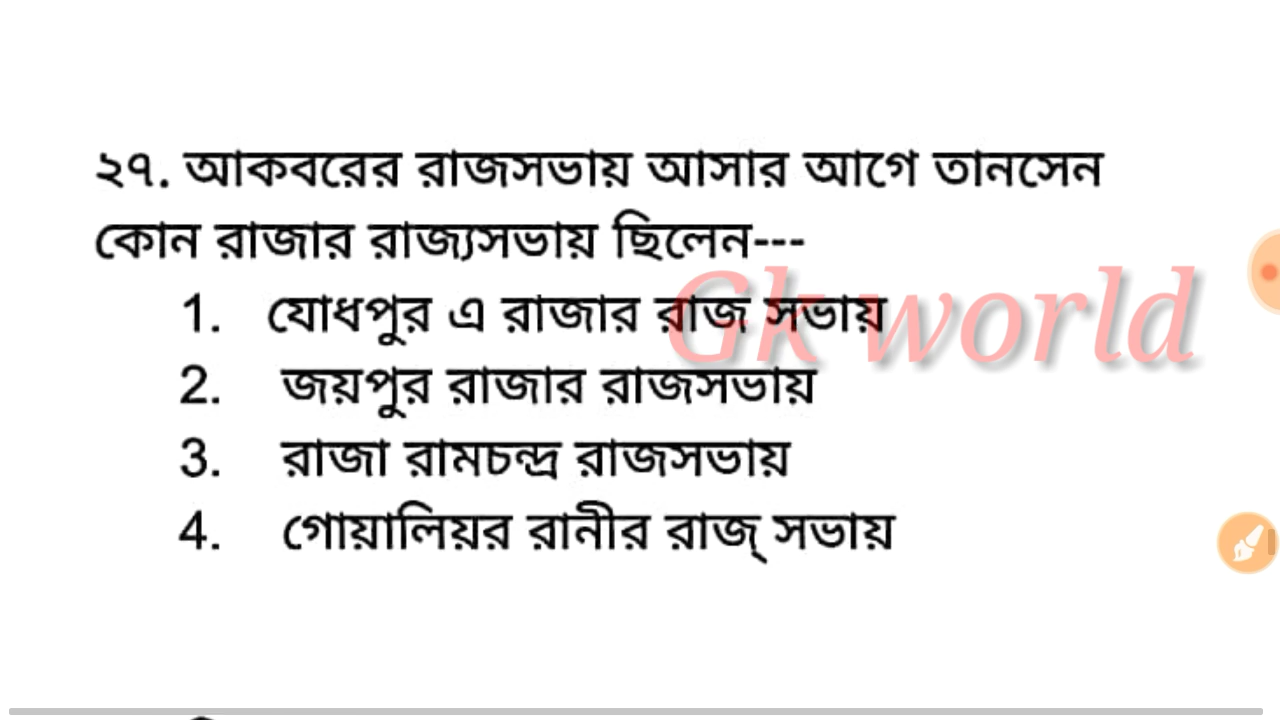 ২৭. আকবরের রাজসভায় আসার আগে তানসেন
কোন রাজার রাজ্যসভায় ছিলেন---
1. যোধপুর এ রাজার রাজ সভায়
Gk world
2. জয়পুর রাজার রাজসভায়
3. রাজা রামচন্দ্র রাজসভায়
4. গোয়ালিয়র রানীর রাজ্ সভায়